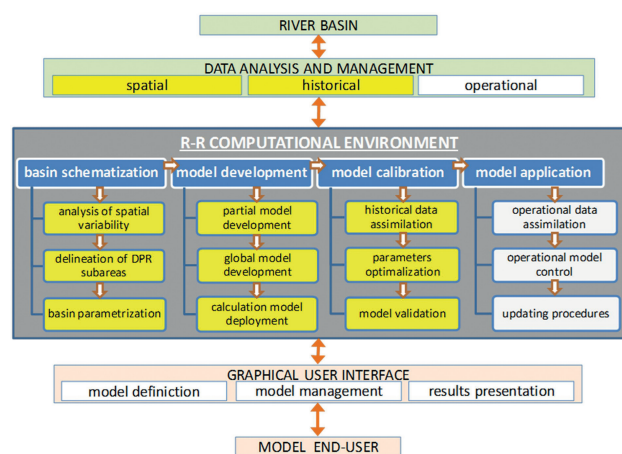 RIVER BASIN
DATA ANALYSIS AND MANAGEMENT
spatial
historical
operational
R-R COMPUTATIONAL ENVIRONMENT
basin schematization
model development
model calibration
model application
analysis of spatial
variability
delineation of DPR
subareas
basin parametrization
partial model
development
global model
development
calculation model
deployment
historical data
assimilation
parameters
optimalization
model validation
operational data
assimilation
operational model
control
updating procedures
GRAPHICAL USER INTERFACE
model definiction
model management
results presentation
MODEL END-USER